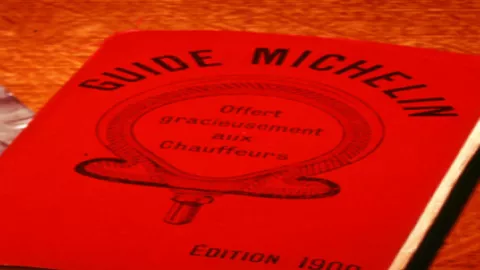 GUIDE MICHELIN
Offert
gracieusement
aux
Chauffeurs
EDITION 1900